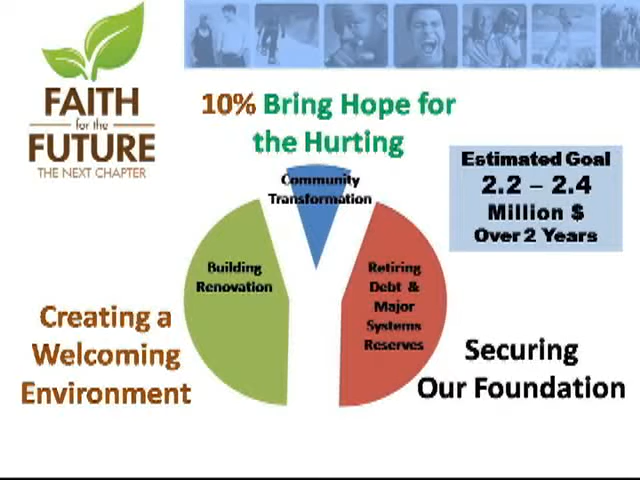 FAITH
for the
FUTURE
THE NEXT CHAPTER
10% Bring Hope for
the Hurting
Estimated Goal
2.2 – 2.4
Million $
Over 2 Years
Community
Transformation
Building
Renovation
Retiring
Debt &
Major
Systems
Reserves
Creating a
Welcoming
Environment
Securing
Our Foundation